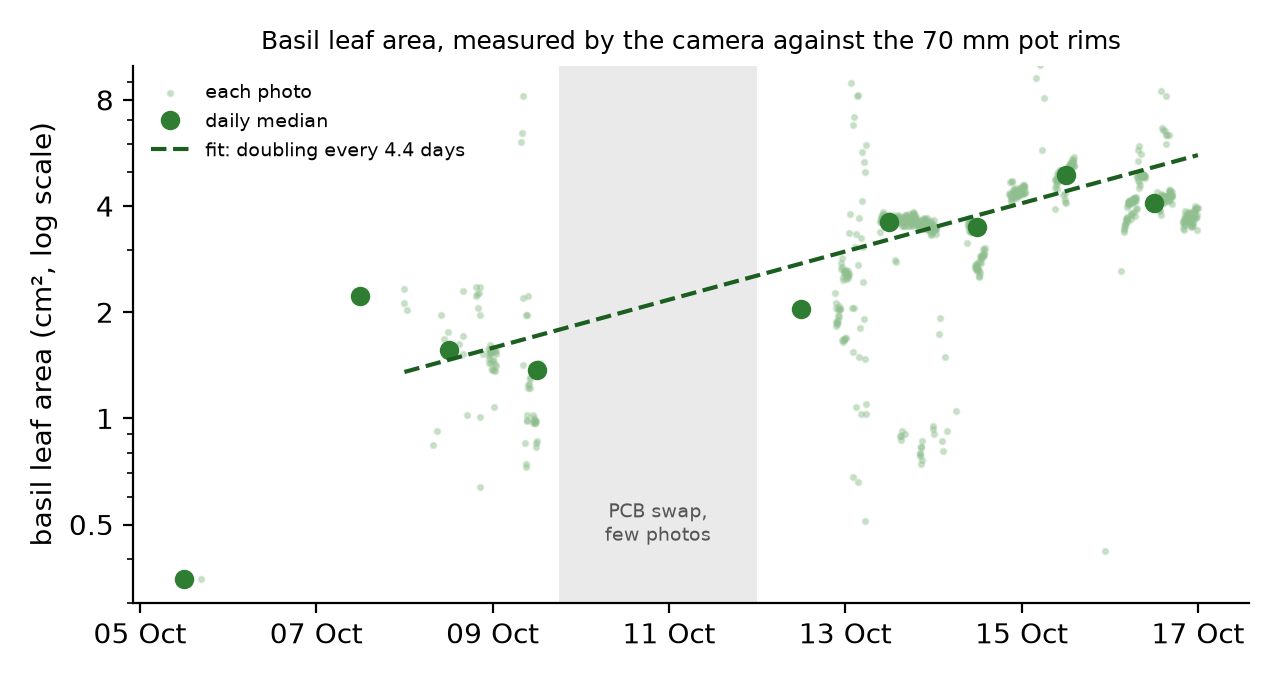 Basil leaf area, measured by the camera against the 70 mm pot rims
each photo
daily median
fit: doubling every 4.4 days
basil leaf area (cm², log scale)
8
4
2
1
0.5
PCB swap,
few photos
05 Oct
07 Oct
09 Oct
11 Oct
13 Oct
15 Oct
17 Oct